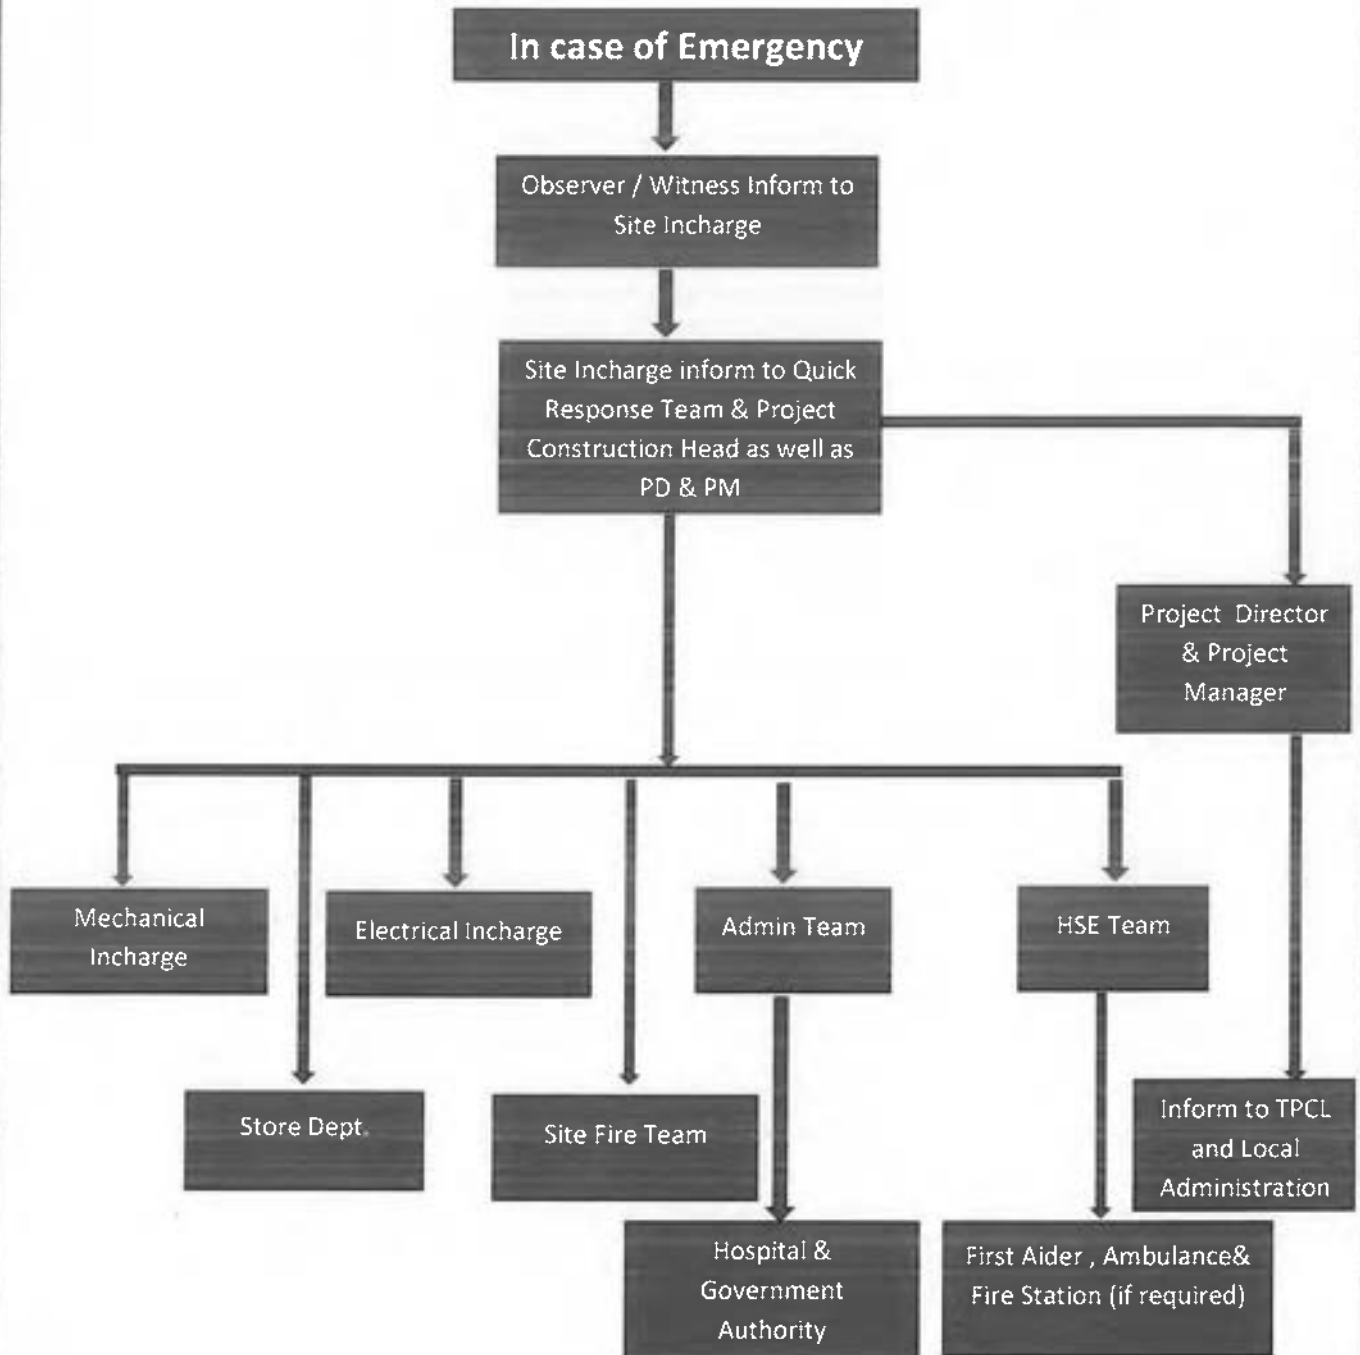 In case of Emergency
Observer / Witness Inform to
Site Incharge
Site Incharge inform to Quick
Response Team & Project
Construction Head as well as
PD & PM
Project Director
& Project
Manager
Mechanical
Incharge
Electrical Incharge
Admin Team
HSE Team
Store Dept.
Site Fire Team
Inform to TPCL
and Local
Administration
Hospital &
Government
Authority
First Aider , Ambulance&
Fire Station (if required)